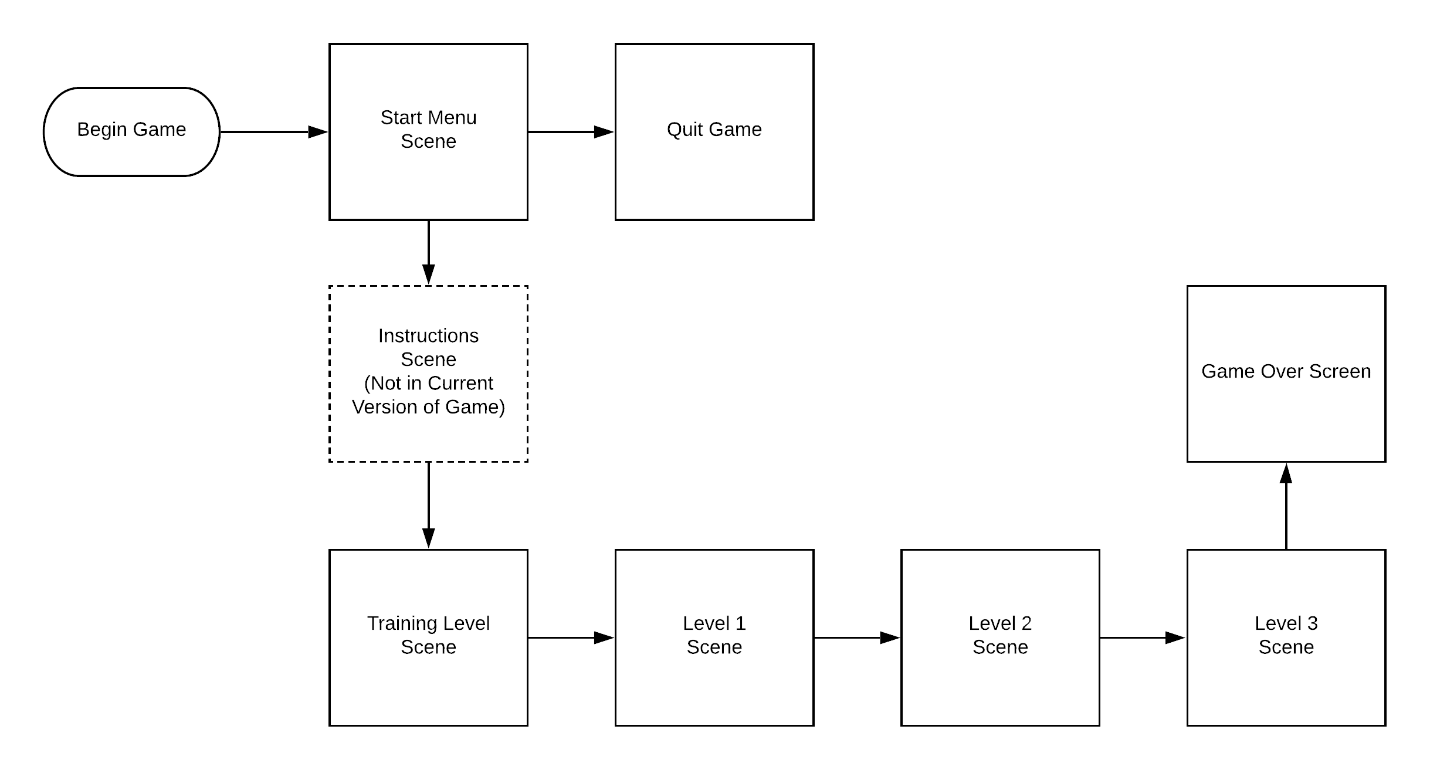 Begin Game
Start Menu
Scene
Quit Game
Instructions
Scene
(Not in Current
Version of Game)
Game Over Screen
Training Level
Scene
Level 1
Scene
Level 2
Scene
Level 3
Scene